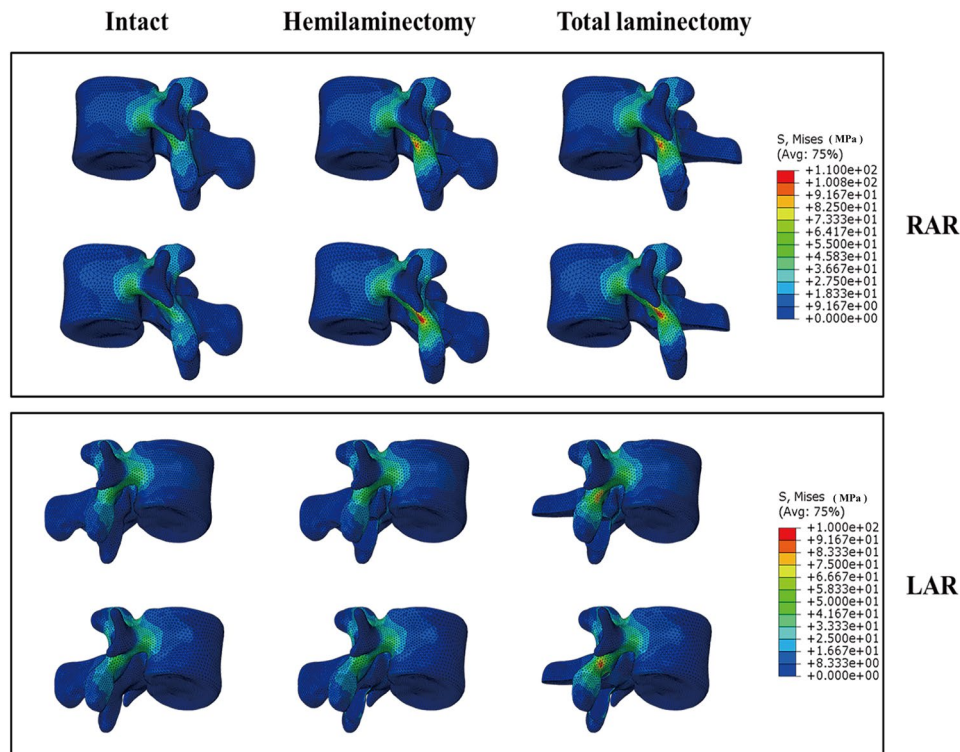 Intact Hemilaminectomy Total laminectomy
S, Mises (MPa)
(Avg: 75%)
+1.100e+02
+1.008e+02
+9.167e+01
+8.250e+01
+7.333e+01
+6.417e+01
+5.500e+01
+4.583e+01
+3.667e+01
+2.750e+01
+1.833e+01
+9.167e+00
+0.000e+00
RAR
S, Mises (MPa)
(Avg: 75%)
+1.000e+02
+9.167e+01
+8.333e+01
+7.500e+01
+6.667e+01
+5.833e+01
+5.000e+01
+4.167e+01
+3.333e+01
+2.500e+01
+1.667e+01
+8.333e+00
+0.000e+00
LAR